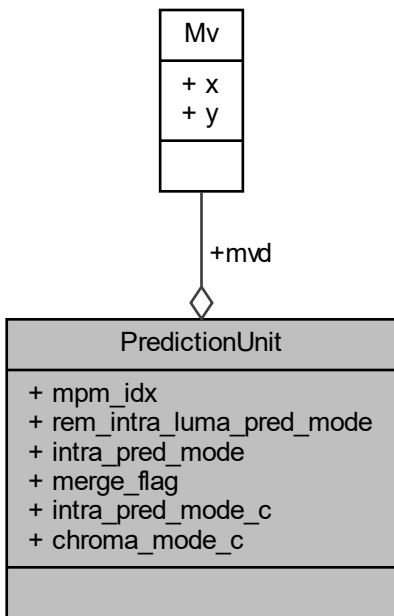 Mv
+ x
+ y
+mvd
PredictionUnit
+ mpm_idx
+ rem_intra_luma_pred_mode
+ intra_pred_mode
+ merge_flag
+ intra_pred_mode_c
+ chroma_mode_c